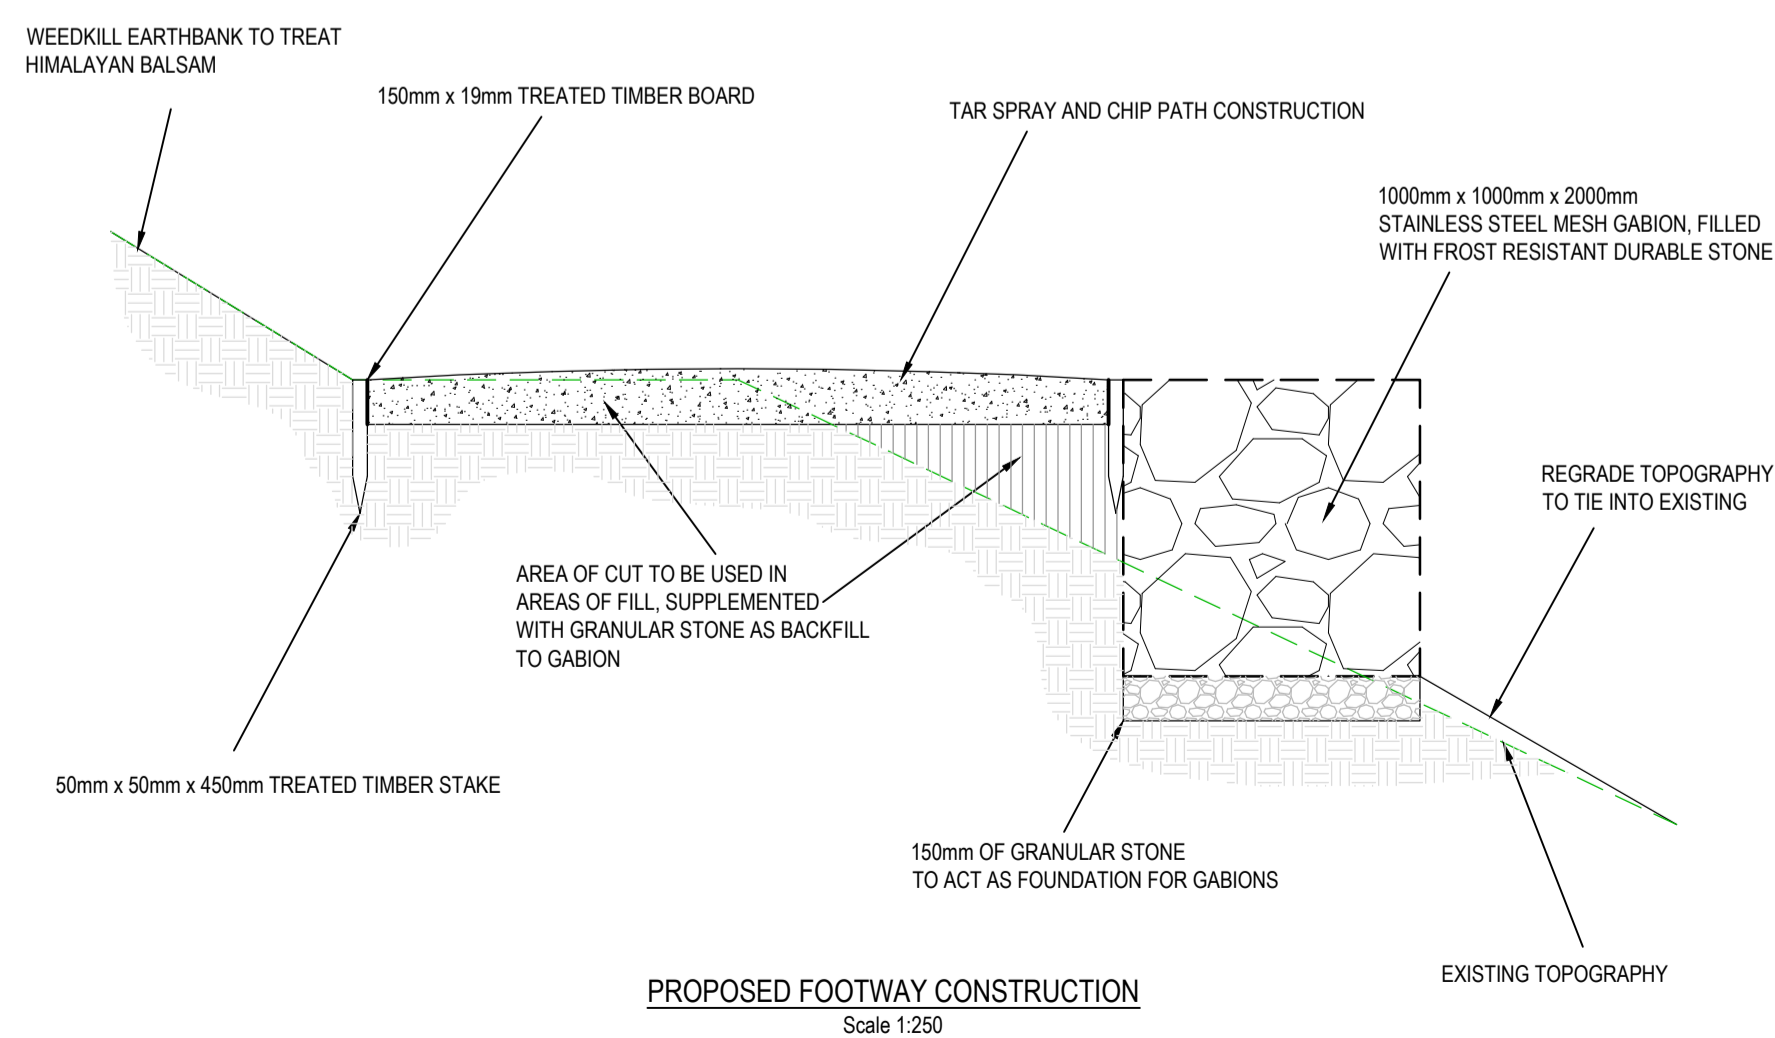 WEEDKILL EARTHBANK TO TREAT
HIMALAYAN BALSAM
150mm x 19mm TREATED TIMBER BOARD
TAR SPRAY AND CHIP PATH CONSTRUCTION
1000mm x 1000mm x 2000mm
STAINLESS STEEL MESH GABION, FILLED
WITH FROST RESISTANT DURABLE STONE
REGRADE TOPOGRAPHY
TO TIE INTO EXISTING
AREA OF CUT TO BE USED IN
AREAS OF FILL, SUPPLEMENTED
WITH GRANULAR STONE AS BACKFILL
TO GABION
50mm x 50mm x 450mm TREATED TIMBER STAKE
150mm OF GRANULAR STONE
TO ACT AS FOUNDATION FOR GABIONS
EXISTING TOPOGRAPHY
PROPOSED FOOTWAY CONSTRUCTION
Scale 1:250